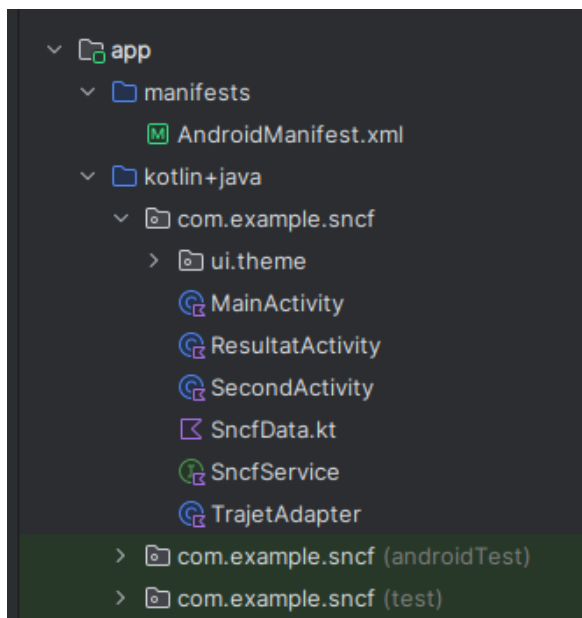 app
manifests
AndroidManifest.xml
kotlin+java
com.example.sncf
ui.theme
MainActivity
ResultatActivity
SecondActivity
SncfData.kt
SncfService
TrajetAdapter
com.example.sncf (androidTest)
com.example.sncf (test)